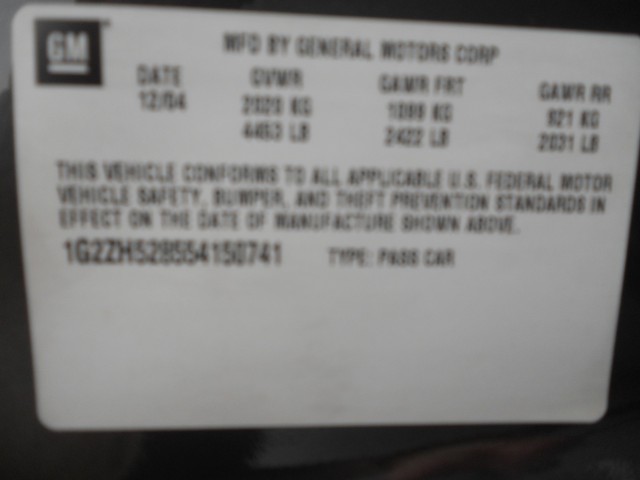 GM
MFD BY GENERAL MOTORS CORP
DATE GVWR GAWR FRT GAWR RR
12/04 2020 KG 1099 KG 921 KG
4453 LB 2422 LB 2031 LB
THIS VEHICLE CONFORMS TO ALL APPLICABLE U.S. FEDERAL MOTOR
VEHICLE SAFETY, BUMPER, AND THEFT PREVENTION STANDARDS IN
EFFECT ON THE DATE OF MANUFACTURE SHOWN ABOVE.
1G2ZH528554150741 TYPE: PASS CAR